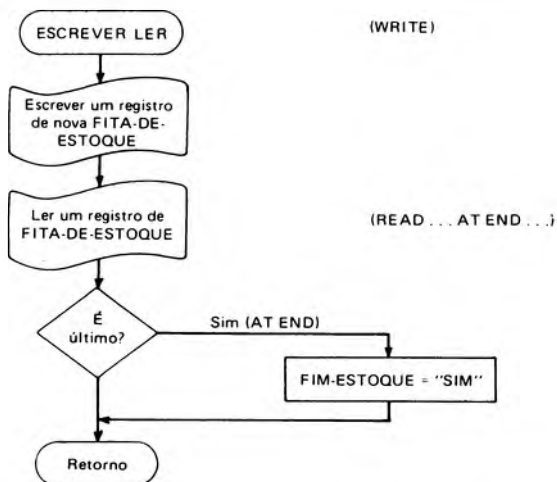 ESCREVER LER
(WRITE)
Escrever um registro
de nova FITA-DE-
ESTOQUE
Ler um registro de
FITA-DE-ESTOQUE
(READ . . . AT END . . .)
É
último?
Sim (AT END)
FIM-ESTOQUE = "SIM"
Retorno